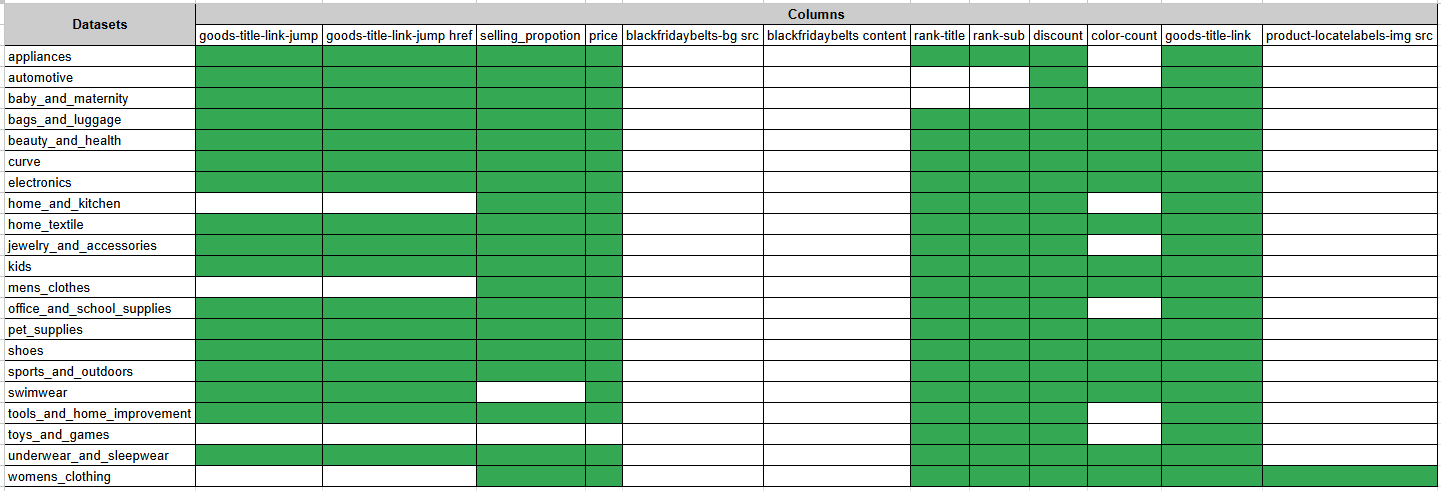 Datasets Columns
goods-title-link-jump goods-title-link-jump href selling_propotion price blackfridaybelts-bg src blackfridaybelts content rank-title rank-sub discount color-count goods-title-link product-locatelabels-img src
appliances
automotive
baby_and_maternity
bags_and_luggage
beauty_and_health
curve
electronics
home_and_kitchen
home_textile
jewelry_and_accessories
kids
mens_clothes
office_and_school_supplies
pet_supplies
shoes
sports_and_outdoors
swimwear
tools_and_home_improvement
toys_and_games
underwear_and_sleepwear
womens_clothing